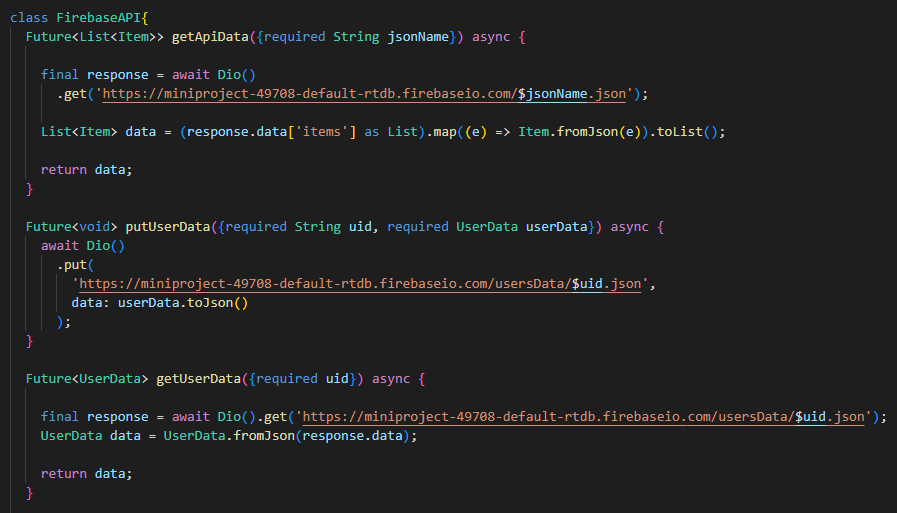 class FirebaseAPI{
Future<List<Item>> getApiData({required String jsonName}) async {
final response = await Dio()
.get('https://miniproject-49708-default-rtdb.firebaseio.com/$jsonName.json');
List<Item> data = (response.data['items'] as List).map((e) => Item.fromJson(e)).toList();
return data;
}
Future<void> putUserData({required String uid, required UserData userData}) async {
await Dio()
.put(
'https://miniproject-49708-default-rtdb.firebaseio.com/usersData/$uid.json',
data: userData.toJson()
);
}
Future<UserData> getUserData({required uid}) async {
final response = await Dio().get('https://miniproject-49708-default-rtdb.firebaseio.com/usersData/$uid.json');
UserData data = UserData.fromJson(response.data);
return data;
}